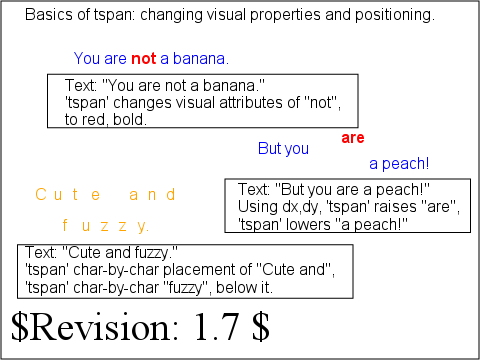 Basics of tspan: changing visual properties and positioning.
You are not a banana.
Text: "You are not a banana."
'tspan' changes visual attributes of "not",
to red, bold.
But you are a peach!
Text: "But you are a peach!"
Using dx,dy, 'tspan' raises "are",
'tspan' lowers "a peach!"
Cute and
fuzzy.
Text: "Cute and fuzzy."
'tspan' char-by-char placement of "Cute and",
'tspan' char-by-char "fuzzy", below it.
$Revision: 1.7 $